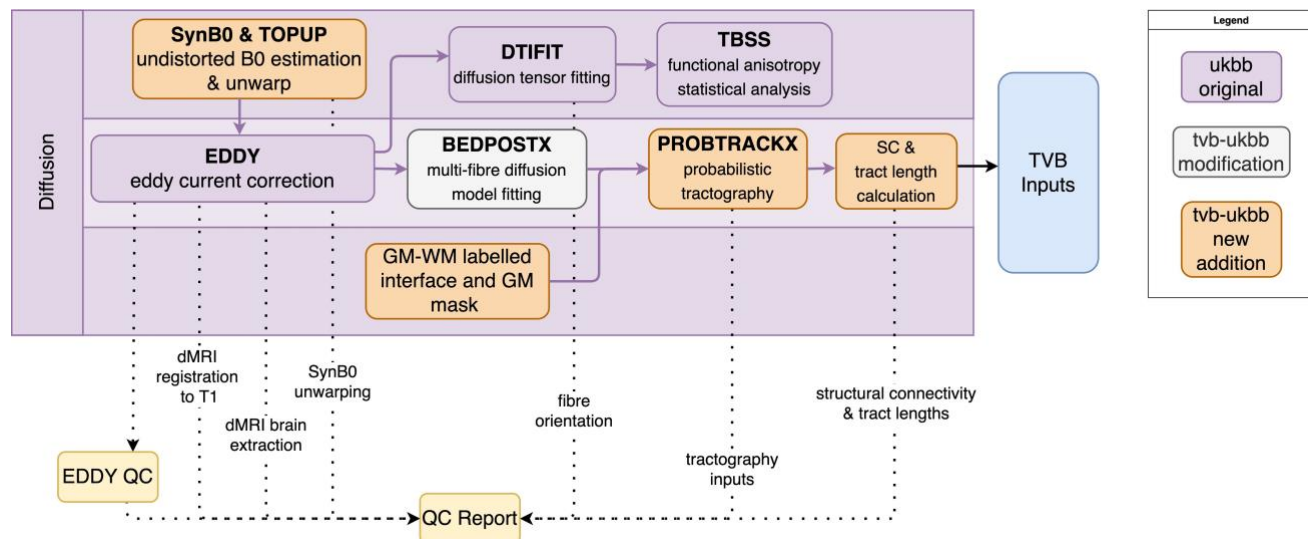 SynB0 & TOPUP
undistorted B0 estimation
& unwarp
DTIFIT
diffusion tensor fitting
TBSS
functional anisotropy
statistical analysis
Diffusion
EDDY
eddy current correction
BEDPOSTX
multi-fibre diffusion
model fitting
PROBTRACKX
probabilistic
tractography
SC &
tract length
calculation
TVB
Inputs
GM-WM labelled
interface and GM
mask
dMRI
registration
to T1
dMRI brain
extraction
SynB0
unwarping
fibre
orientation
tractography
inputs
structural connectivity
& tract lengths
EDDY QC
QC Report
Legend
ukbb
original
tvb-ukbb
modification
tvb-ukbb
new
addition